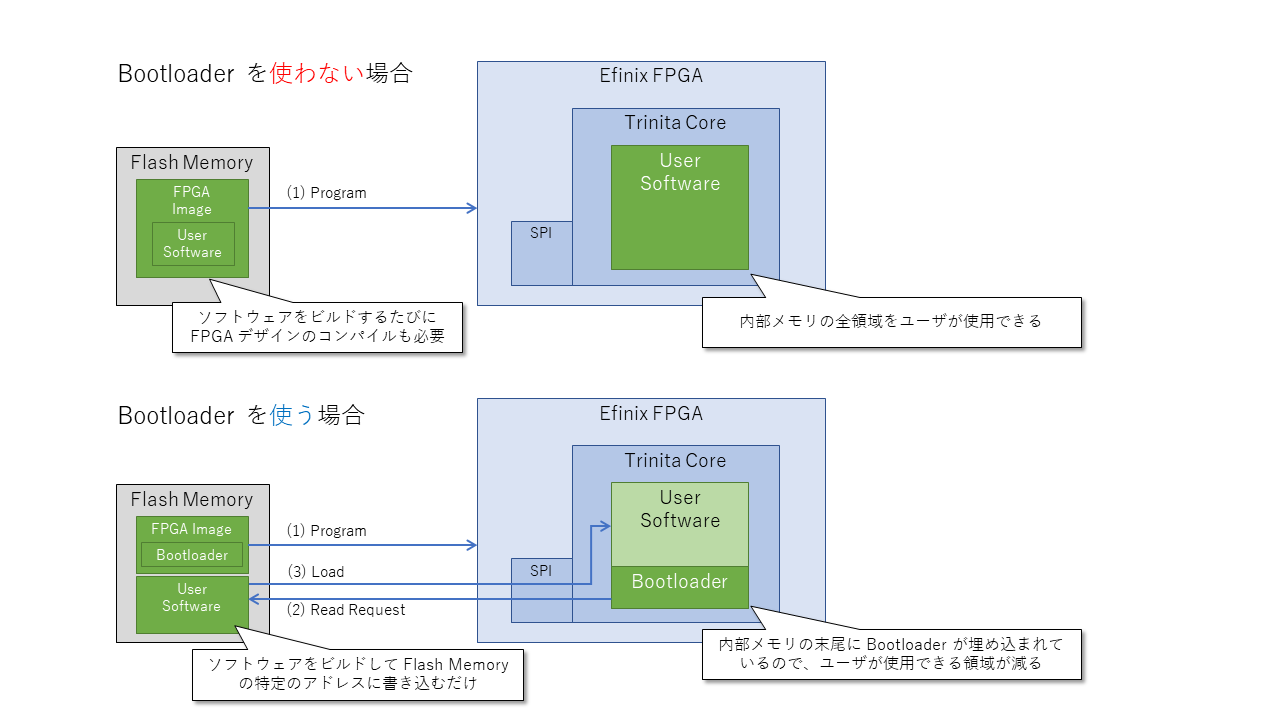 Bootloader を使わない場合
Efinix FPGA
Trinita Core
User
Software
SPI
Flash Memory
FPGA
Image
User
Software
(1) Program
ソフトウェアをビルドするたびに
FPGA デザインのコンパイルも必要
内部メモリの全領域をユーザが使用できる
Bootloader を使う場合
Efinix FPGA
Trinita Core
User
Software
Bootloader
SPI
Flash Memory
FPGA Image
Bootloader
User
Software
(1) Program
(3) Load
(2) Read Request
ソフトウェアをビルドして Flash Memory
の特定のアドレスに書き込むだけ
内部メモリの末尾に Bootloader が埋め込まれて
いるので、ユーザが使用できる領域が減る